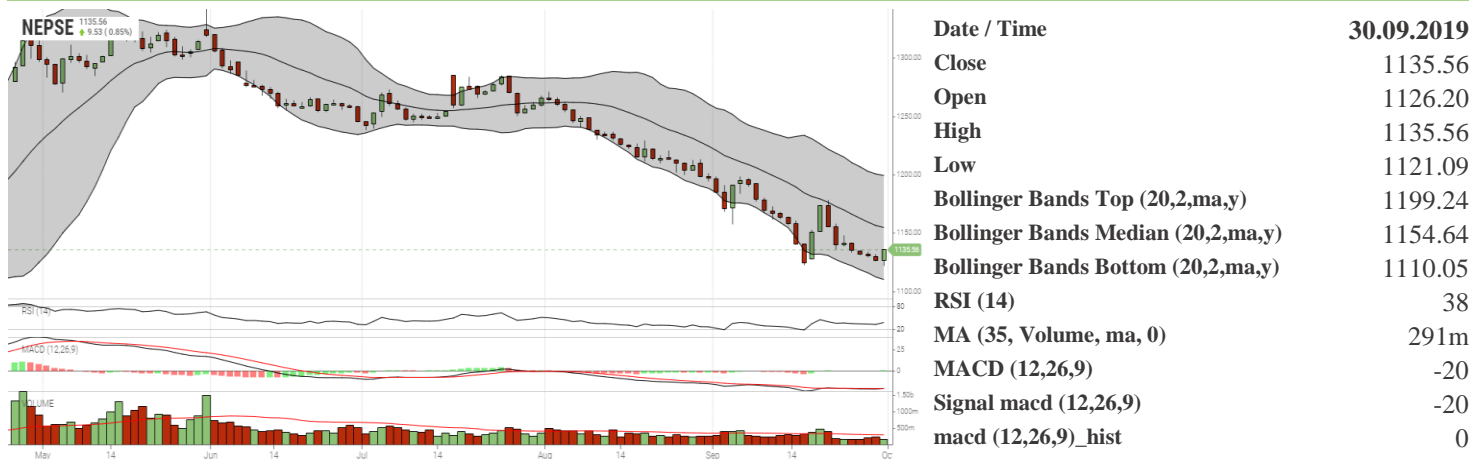 NEPSE 1135.56
9.53 ( 0.85%)
1300.00
1250.00
1200.00
1150.00
1135.56
1100.00
RSI (14)
80
20
MACD (12,26,9)
25
0
VOLUME
1.50b
1000m
500m
May 14 Jun 14 Jul 14 Aug Sep 14 Oc
Date / Time 30.09.2019
Close 1135.56
Open 1126.20
High 1135.56
Low 1121.09
Bollinger Bands Top (20,2,ma,y) 1199.24
Bollinger Bands Median (20,2,ma,y) 1154.64
Bollinger Bands Bottom (20,2,ma,y) 1110.05
RSI (14) 38
MA (35, Volume, ma, 0) 291m
MACD (12,26,9) -20
Signal macd (12,26,9) -20
macd (12,26,9)_hist 0